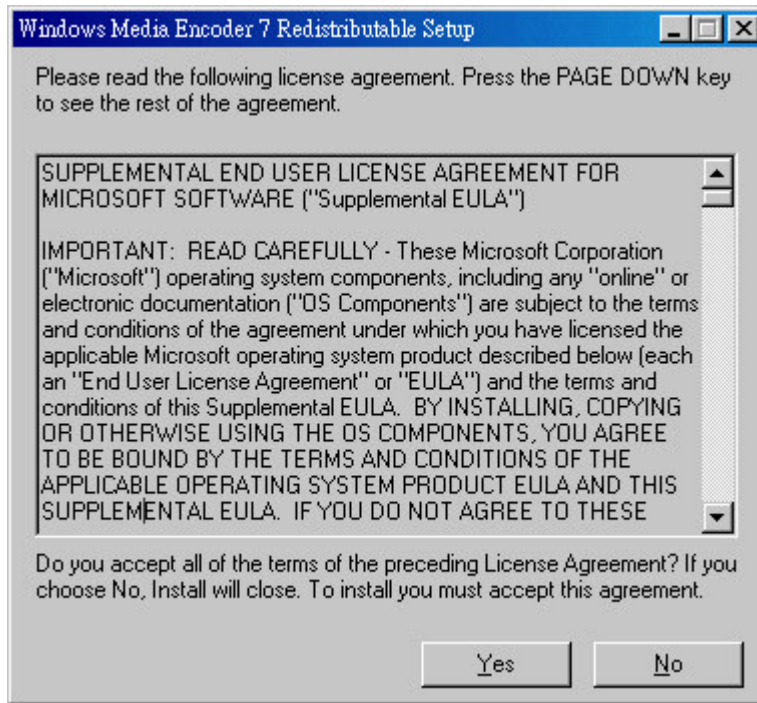 Windows Media Encoder 7 Redistributable Setup
Please read the following license agreement. Press the PAGE DOWN key
to see the rest of the agreement.
SUPPLEMENTAL END USER LICENSE AGREEMENT FOR
MICROSOFT SOFTWARE ("Supplemental EULA")
IMPORTANT:  READ CAREFULLY - These Microsoft Corporation
("Microsoft") operating system components, including any "online" or
electronic documentation ("OS Components") are subject to the terms
and conditions of the agreement under which you have licensed the
applicable Microsoft operating system product described below (each
an "End User License Agreement" or "EULA") and the terms and
conditions of this Supplemental EULA.  BY INSTALLING, COPYING
OR OTHERWISE USING THE OS COMPONENTS, YOU AGREE
TO BE BOUND BY THE TERMS AND CONDITIONS OF THE
APPLICABLE OPERATING SYSTEM PRODUCT EULA AND THIS
SUPPLEMENTAL EULA.  IF YOU DO NOT AGREE TO THESE
Do you accept all of the terms of the preceding License Agreement? If you
choose No, Install will close. To install you must accept this agreement.
Yes
No